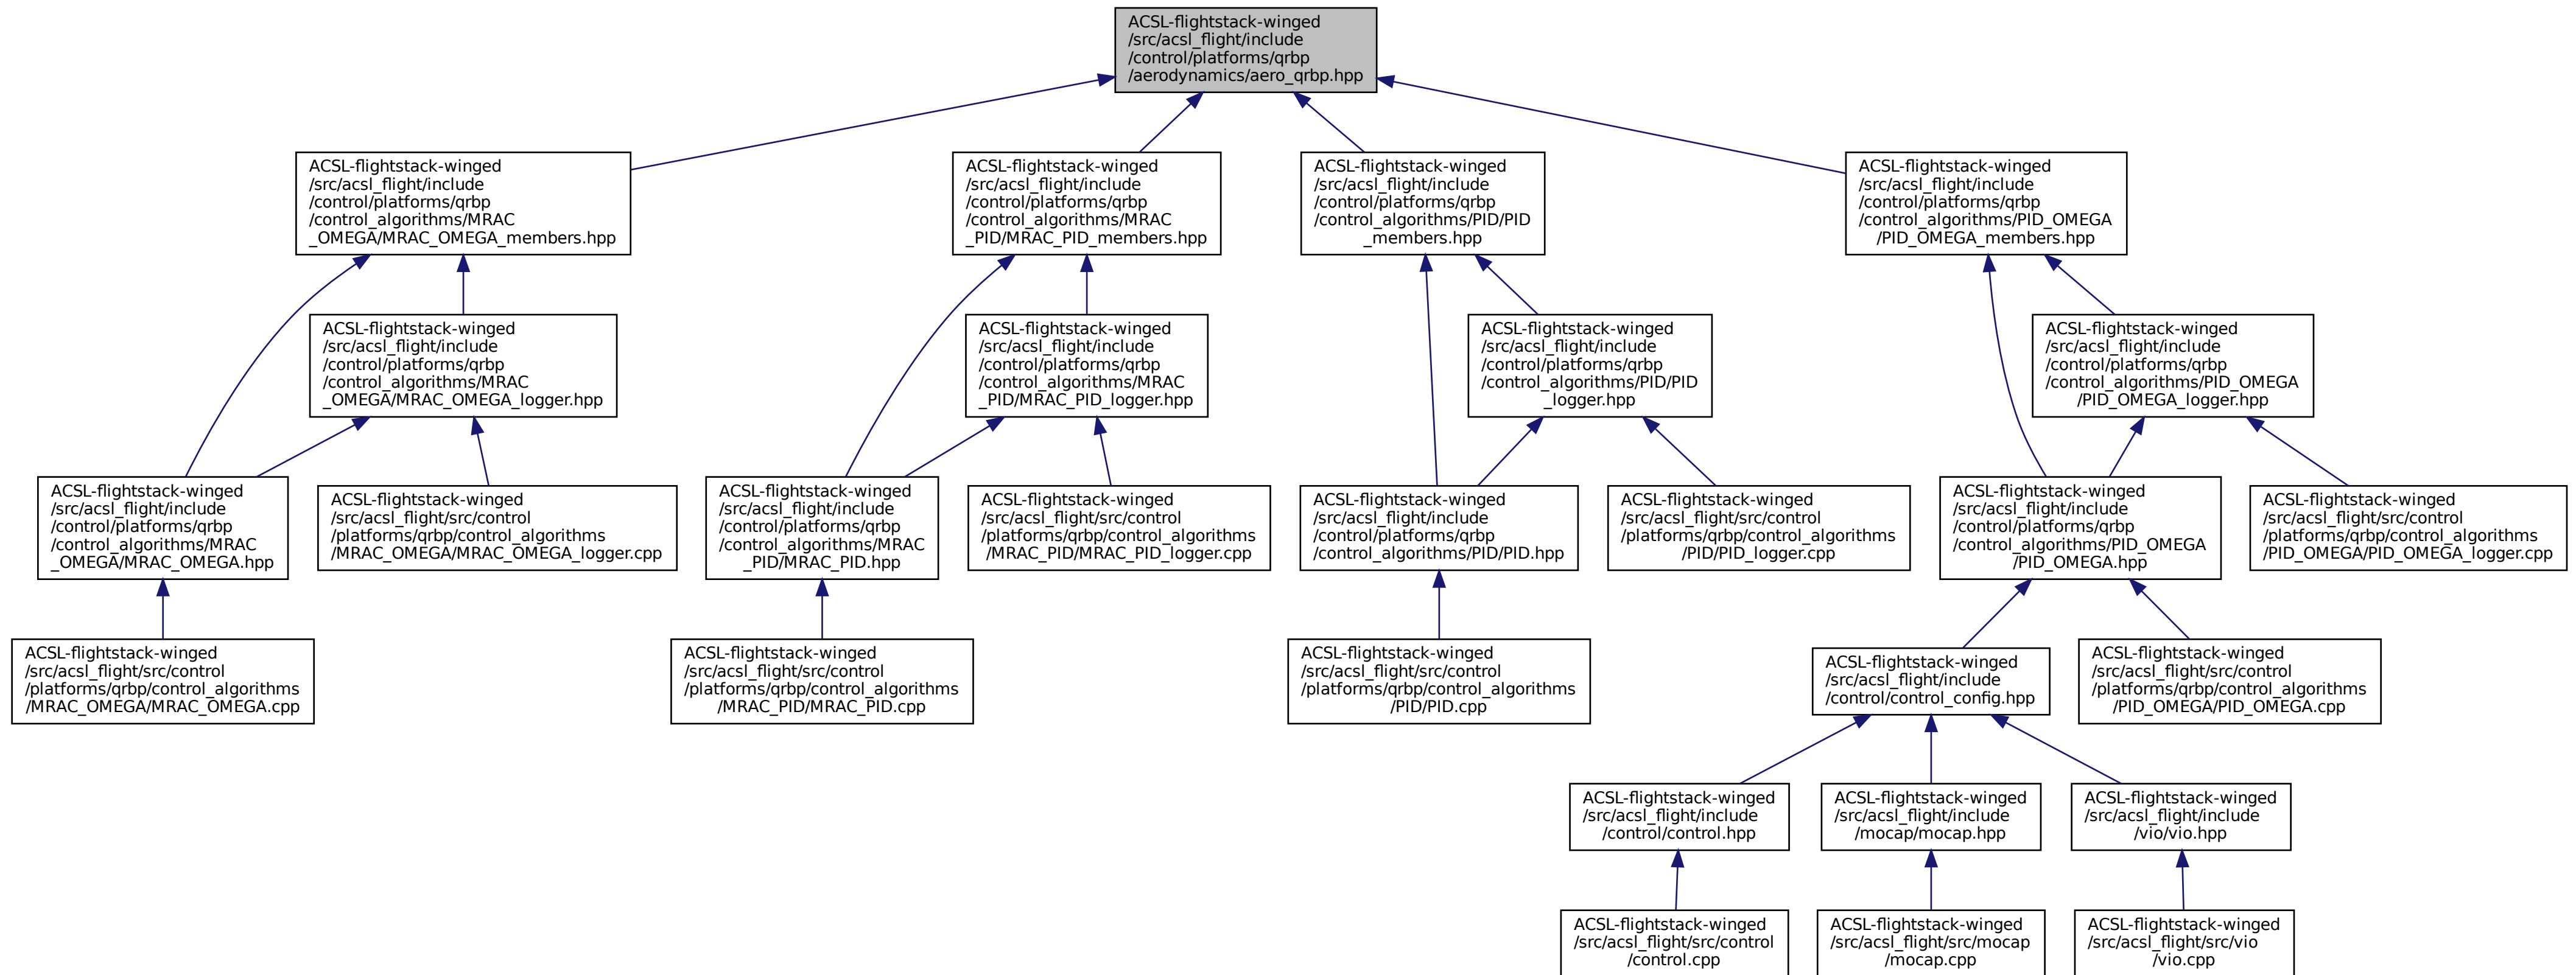 ACSL-flightstack-winged
/src/acsl_flight/include
/control/platforms/qrbp
/aerodynamics/aero_qrbp.hpp
ACSL-flightstack-winged
/src/acsl_flight/include
/control/platforms/qrbp
/control_algorithms/MRAC
_OMEGA/MRAC_OMEGA_members.hpp
ACSL-flightstack-winged
/src/acsl_flight/include
/control/platforms/qrbp
/control_algorithms/MRAC
_PID/MRAC_PID_members.hpp
ACSL-flightstack-winged
/src/acsl_flight/include
/control/platforms/qrbp
/control_algorithms/PID/PID
_members.hpp
ACSL-flightstack-winged
/src/acsl_flight/include
/control/platforms/qrbp
/control_algorithms/PID_OMEGA
/PID_OMEGA_members.hpp
ACSL-flightstack-winged
/src/acsl_flight/include
/control/platforms/qrbp
/control_algorithms/MRAC
_OMEGA/MRAC_OMEGA_logger.hpp
ACSL-flightstack-winged
/src/acsl_flight/include
/control/platforms/qrbp
/control_algorithms/MRAC
_PID/MRAC_PID_logger.hpp
ACSL-flightstack-winged
/src/acsl_flight/include
/control/platforms/qrbp
/control_algorithms/PID/PID
_logger.hpp
ACSL-flightstack-winged
/src/acsl_flight/include
/control/platforms/qrbp
/control_algorithms/PID_OMEGA
/PID_OMEGA_logger.hpp
ACSL-flightstack-winged
/src/acsl_flight/include
/control/platforms/qrbp
/control_algorithms/MRAC
_OMEGA/MRAC_OMEGA.hpp
ACSL-flightstack-winged
/src/acsl_flight/src/control
/platforms/qrbp/control_algorithms
/MRAC_OMEGA/MRAC_OMEGA_logger.cpp
ACSL-flightstack-winged
/src/acsl_flight/include
/control/platforms/qrbp
/control_algorithms/MRAC
_PID/MRAC_PID.hpp
ACSL-flightstack-winged
/src/acsl_flight/src/control
/platforms/qrbp/control_algorithms
/MRAC_PID/MRAC_PID_logger.cpp
ACSL-flightstack-winged
/src/acsl_flight/include
/control/platforms/qrbp
/control_algorithms/PID/PID.hpp
ACSL-flightstack-winged
/src/acsl_flight/src/control
/platforms/qrbp/control_algorithms
/PID/PID_logger.cpp
ACSL-flightstack-winged
/src/acsl_flight/include
/control/platforms/qrbp
/control_algorithms/PID_OMEGA
/PID_OMEGA.hpp
ACSL-flightstack-winged
/src/acsl_flight/src/control
/platforms/qrbp/control_algorithms
/PID_OMEGA/PID_OMEGA_logger.cpp
ACSL-flightstack-winged
/src/acsl_flight/src/control
/platforms/qrbp/control_algorithms
/MRAC_OMEGA/MRAC_OMEGA.cpp
ACSL-flightstack-winged
/src/acsl_flight/src/control
/platforms/qrbp/control_algorithms
/MRAC_PID/MRAC_PID.cpp
ACSL-flightstack-winged
/src/acsl_flight/src/control
/platforms/qrbp/control_algorithms
/PID/PID.cpp
ACSL-flightstack-winged
/src/acsl_flight/include
/control/control_config.hpp
ACSL-flightstack-winged
/src/acsl_flight/src/control
/platforms/qrbp/control_algorithms
/PID_OMEGA/PID_OMEGA.cpp
ACSL-flightstack-winged
/src/acsl_flight/include
/control/control.hpp
ACSL-flightstack-winged
/src/acsl_flight/include
/mocap/mocap.hpp
ACSL-flightstack-winged
/src/acsl_flight/include
/vio/vio.hpp
ACSL-flightstack-winged
/src/acsl_flight/src/control
/control.cpp
ACSL-flightstack-winged
/src/acsl_flight/src/mocap
/mocap.cpp
ACSL-flightstack-winged
/src/acsl_flight/src/vio
/vio.cpp